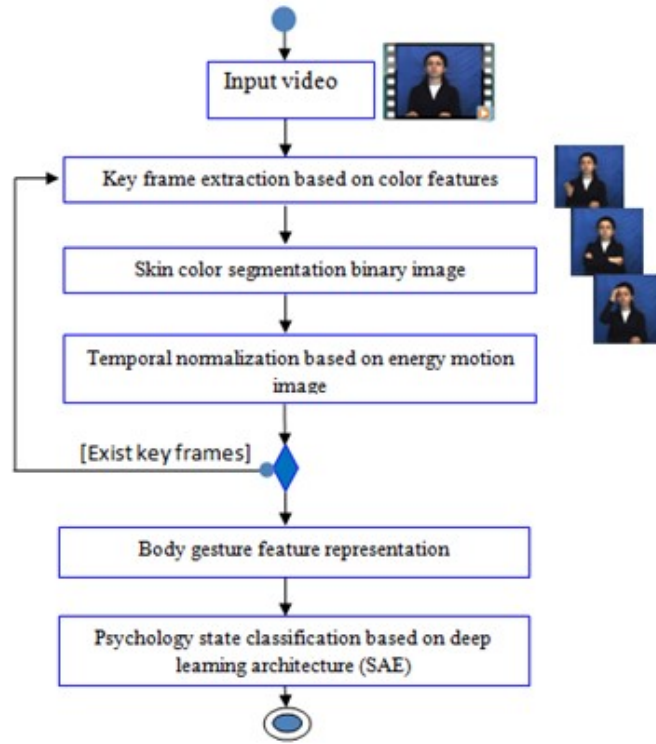 Input video
Key frame extraction based on color features
Skin color segmentation binary image
Temporal normalization based on energy motion
image
[Exist key frames]
Body gesture feature representation
Psychology state classification based on deep
learning architecture (SAE)